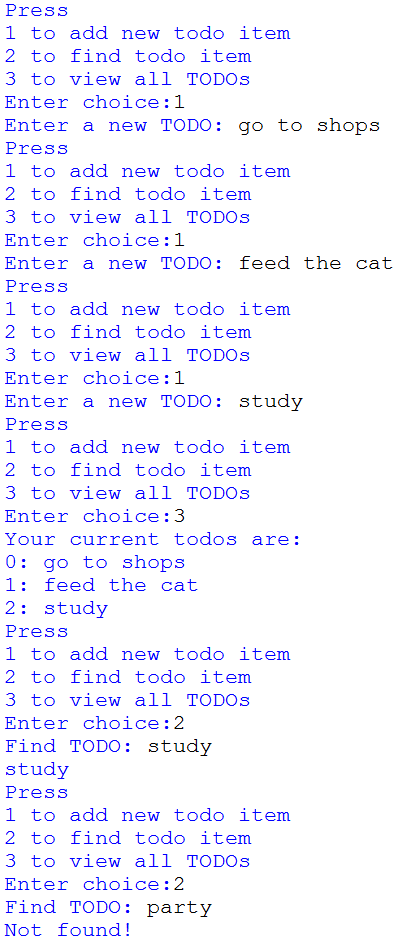 Press
1 to add new todo item
2 to find todo item
3 to view all TODOs
Enter choice:1
Enter a new TODO: go to shops
Press
1 to add new todo item
2 to find todo item
3 to view all TODOs
Enter choice:1
Enter a new TODO: feed the cat
Press
1 to add new todo item
2 to find todo item
3 to view all TODOs
Enter choice:1
Enter a new TODO: study
Press
1 to add new todo item
2 to find todo item
3 to view all TODOs
Enter choice:3
Your current todos are:
0: go to shops
1: feed the cat
2: study
Press
1 to add new todo item
2 to find todo item
3 to view all TODOs
Enter choice:2
Find TODO: study
study
Press
1 to add new todo item
2 to find todo item
3 to view all TODOs
Enter choice:2
Find TODO: party
Not found!